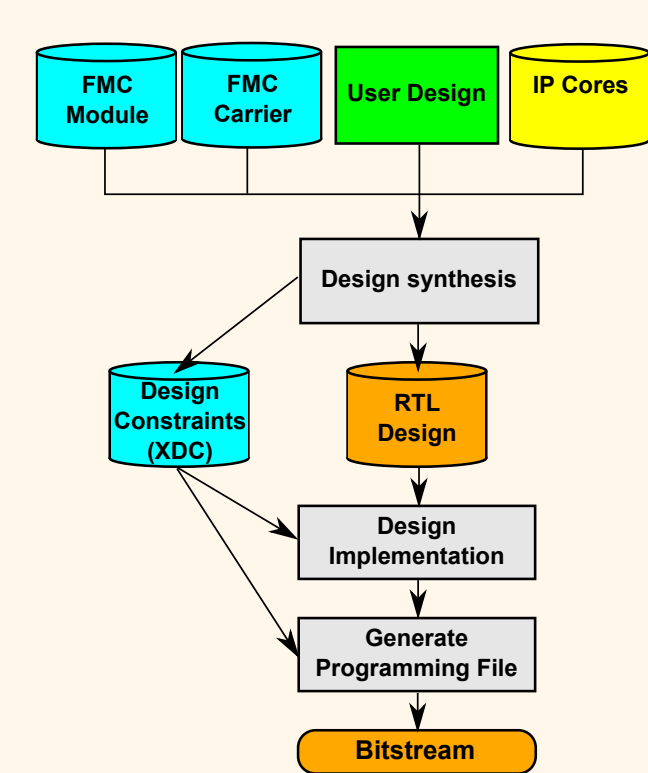 FMC
Module
FMC
Carrier
User Design
IP Cores
Design synthesis
Design
Constraints
(XDC)
RTL
Design
Design
Implementation
Generate
Programming File
Bitstream